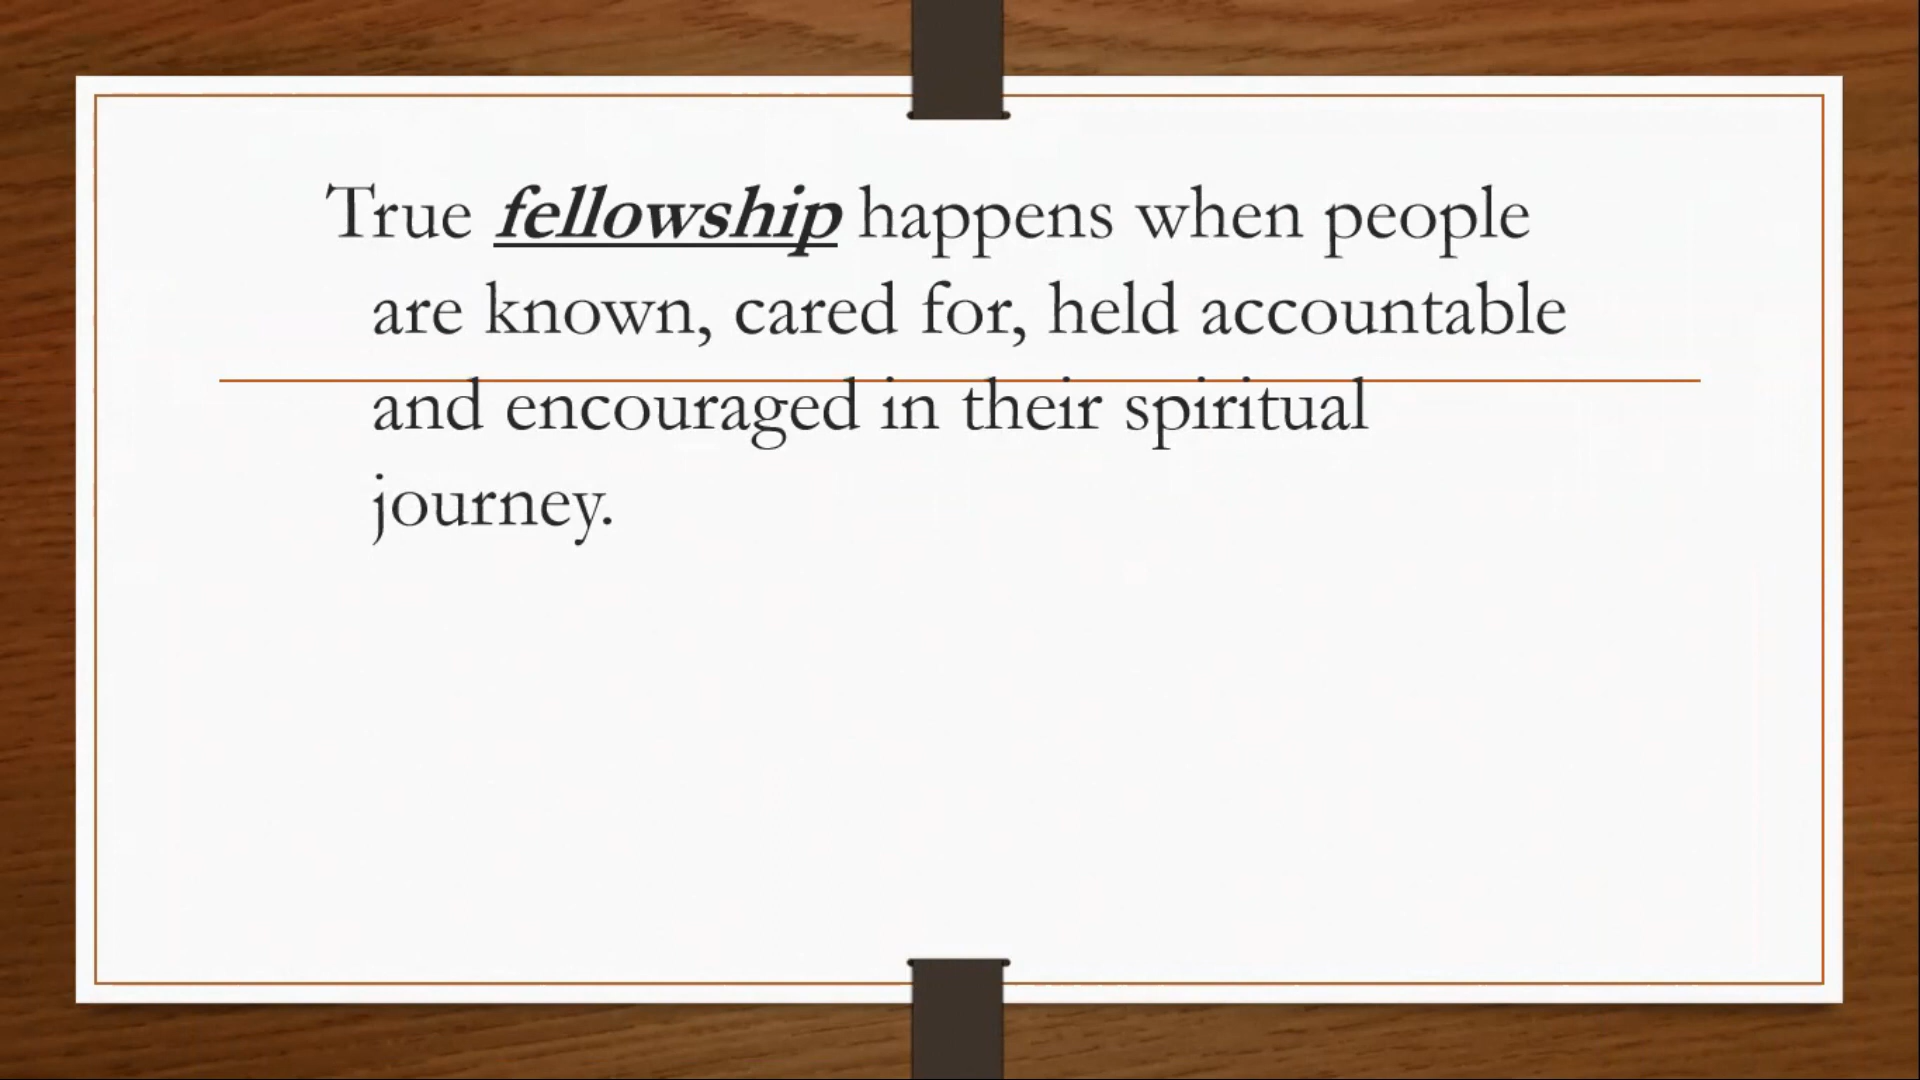 True fellowship happens when people
are known, cared for, held accountable
and encouraged in their spiritual
journey.